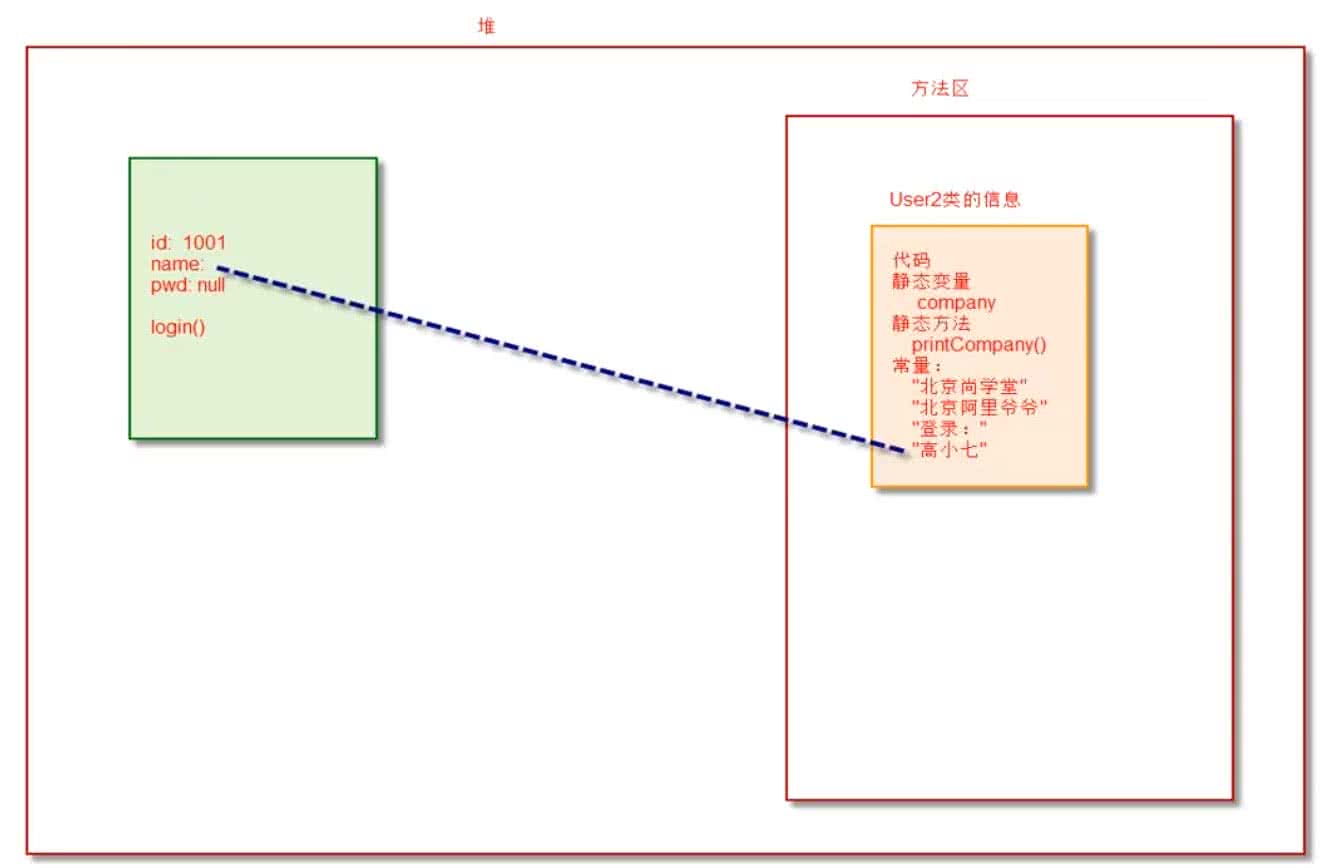 堆
方法区
id: 1001
name:
pwd: null
login()
User2类的信息
代码
静态变量
company
静态方法
printCompany()
常量：
"北京尚学堂"
"北京阿里爷爷"
"登录："
"高小七"